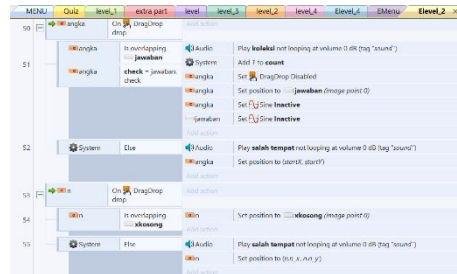 MENU Quiz level_1 extra part level level_3 level_2 level_4 Elevel_4 EMenu Elevel_2 ×
50 angka On DragDrop drop Add action
51 angka Is overlapping jawaban Audio Play koleksi not looping at volume 0 dB (tag "sound")
System Add 1 to count
angka check = jawaban. check angka Set DragDrop Disabled
angka Set position to jawaban (image point 0)
angka Set Sine Inactive
jawaban Set Sine Inactive
Add action
52 System Else Audio Play salah tempat not looping at volume 0 dB (tag "sound")
angka Set position to (startX, startY)
Add action
53 n On DragDrop drop Add action
54 n Is overlapping xkosong n Set position to xkosong (image point 0)
Add action
55 System Else Audio Play salah tempat not looping at volume 0 dB (tag "sound")
n Set position to (n.n_x, n.n_y)
Add action